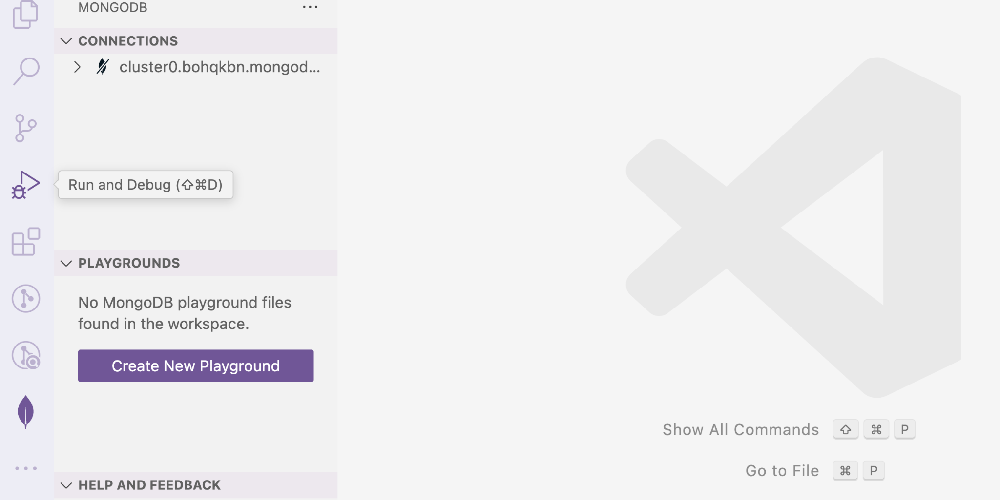 MONGODB
CONNECTIONS
cluster0.bohqkbn.mongod...
Run and Debug (⇧⌘D)
PLAYGROUNDS
No MongoDB playground files
found in the workspace.
Create New Playground
HELP AND FEEDBACK
Show All Commands ⇧ ⌘ P
Go to File ⌘ P